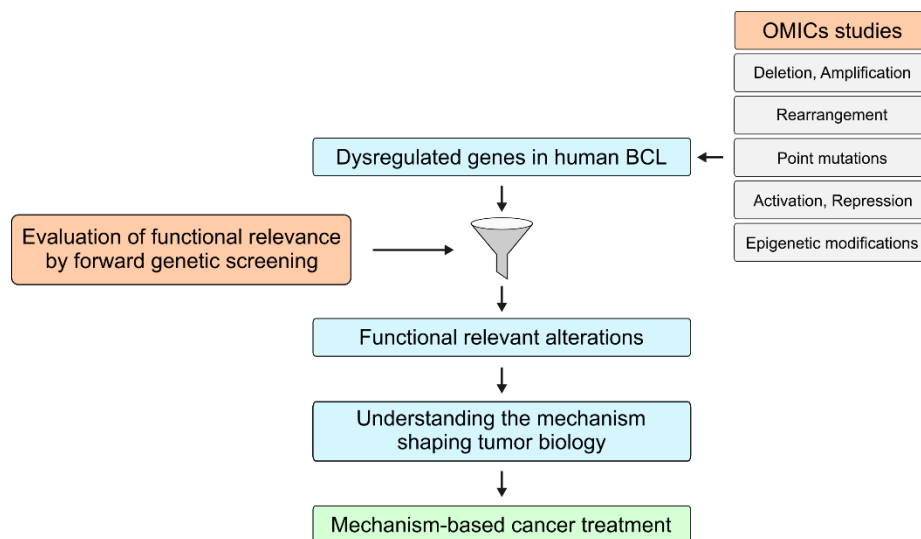 OMICs studies
Deletion, Amplification
Rearrangement
Point mutations
Activation, Repression
Epigenetic modifications
Dysregulated genes in human BCL
Evaluation of functional relevance
by forward genetic screening
Functional relevant alterations
Understanding the mechanism
shaping tumor biology
Mechanism-based cancer treatment